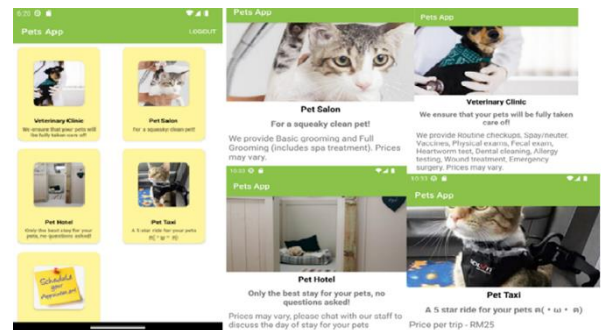 Pets App
LOGOUT
Veterinary Clinic
We ensure that your pets will
be fully taken care of!
Pet Salon
For a squeaky clean pet!
Pet Hotel
Only the best stay for your
pets, no questions asked!
Pet Taxi
A 5 star ride for your pets
ฅ(・ω・ฅ)
Schedule
your
Pets App
Pet Salon
For a squeaky clean pet!
We provide Basic grooming and Full
Grooming (includes spa treatment). Prices
may vary.
Pets App
Veterinary Clinic
We ensure that your pets will be fully taken
care of!
We provide Routine checkups, Spay/neuter,
Vaccines, Physical exams, Fecal exam,
Heartworm test, Dental cleaning, Allergy
testing, Wound treatment, Emergency
surgery. Prices may vary.
Pets App
Pet Hotel
Only the best stay for your pets, no
questions asked!
Prices may vary, please chat with our staff to
discuss the day of stay for your pets
Pets App
Pet Taxi
A 5 star ride for your pets ฅ(・ω・ฅ)
Price per trip - RM25